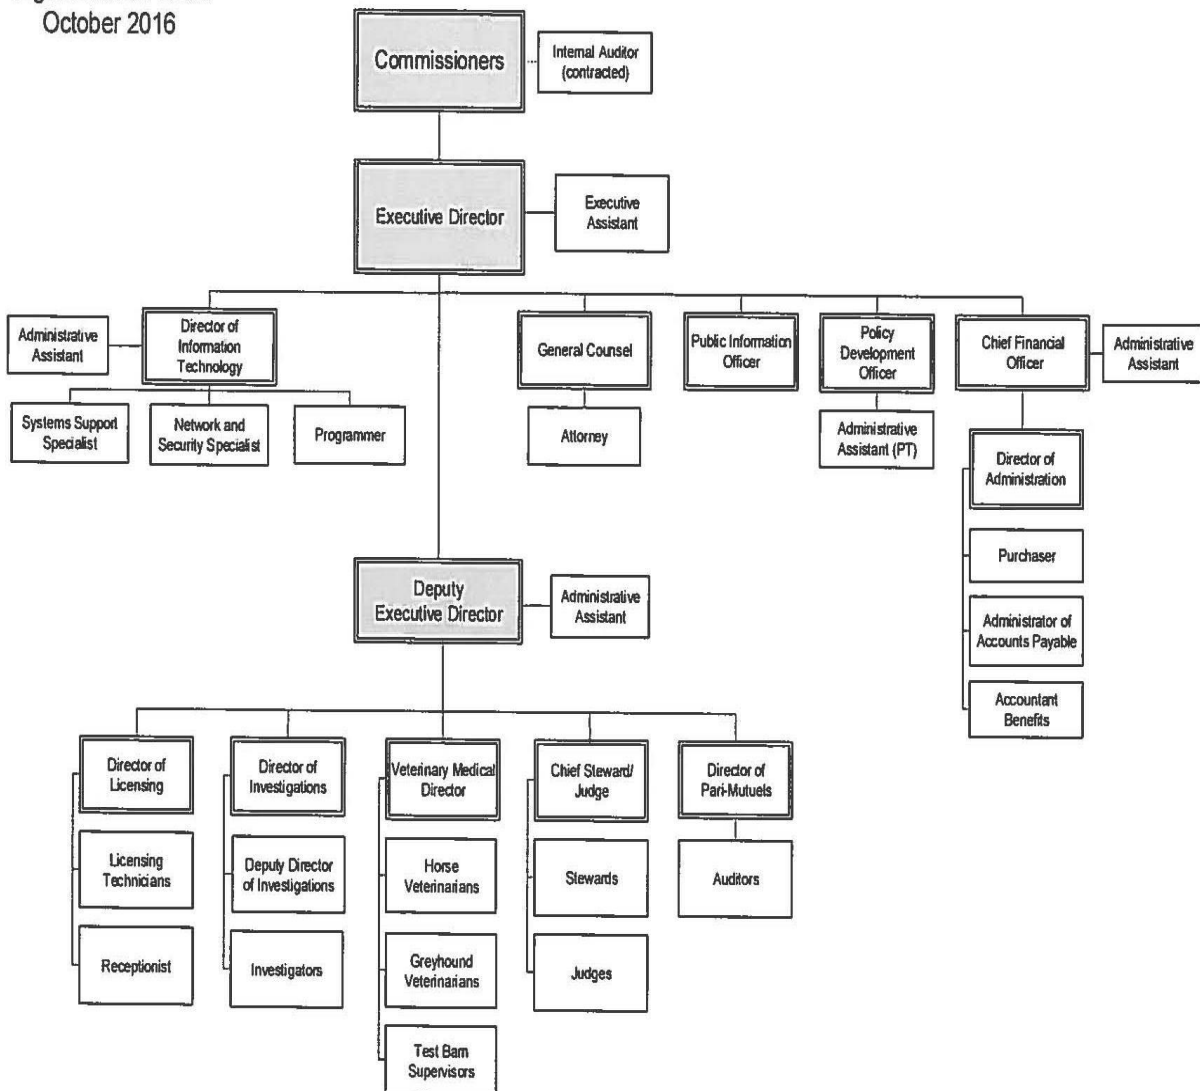 October 2016
Commissioners
Internal Auditor
(contracted)
Executive Director
Executive
Assistant
Administrative
Assistant
Director of
Information
Technology
General Counsel
Public Information
Officer
Policy
Development
Officer
Chief Financial
Officer
Administrative
Assistant
Systems Support
Specialist
Network and
Security Specialist
Programmer
Attorney
Administrative
Assistant (PT)
Director of
Administration
Purchaser
Administrator of
Accounts Payable
Accountant
Benefits
Deputy
Executive Director
Administrative
Assistant
Director of
Licensing
Director of
Investigations
Veterinary Medical
Director
Chief Steward/
Judge
Director of
Pari-Mutuels
Licensing
Technicians
Deputy Director
of Investigations
Horse
Veterinarians
Stewards
Auditors
Receptionist
Investigators
Greyhound
Veterinarians
Judges
Test Barn
Supervisors